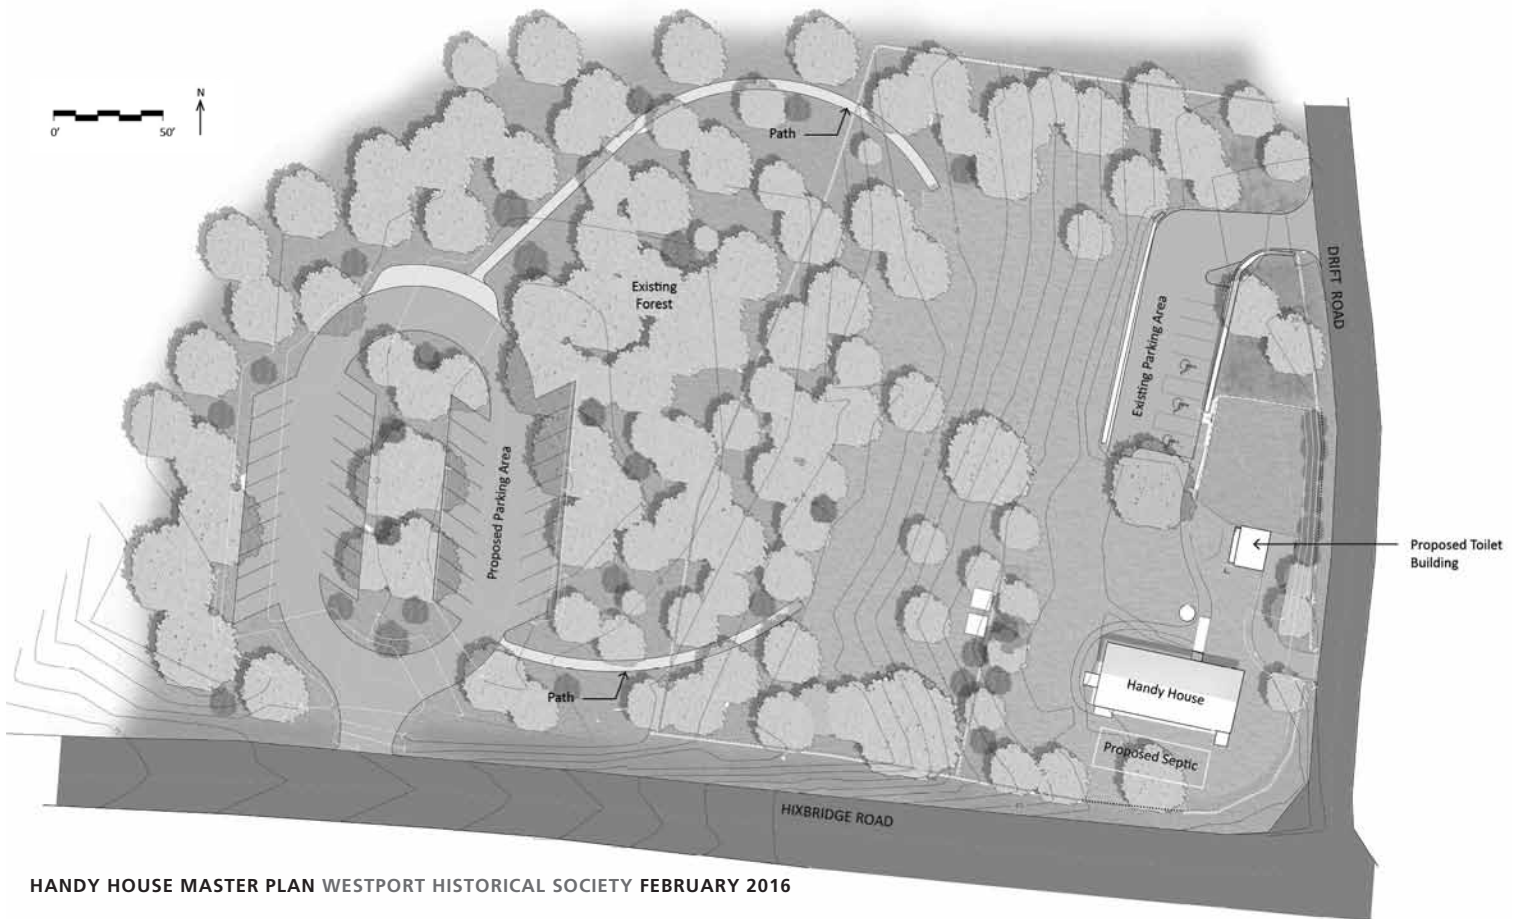 N
0'
50'
Path
Existing
Forest
DRIFT ROAD
Existing Parking Area
Proposed Parking Area
Proposed Toilet
Building
Handy House
Path
Proposed Septic
HIXBRIDGE ROAD
HANDY HOUSE MASTER PLAN WESTPORT HISTORICAL SOCIETY FEBRUARY 2016